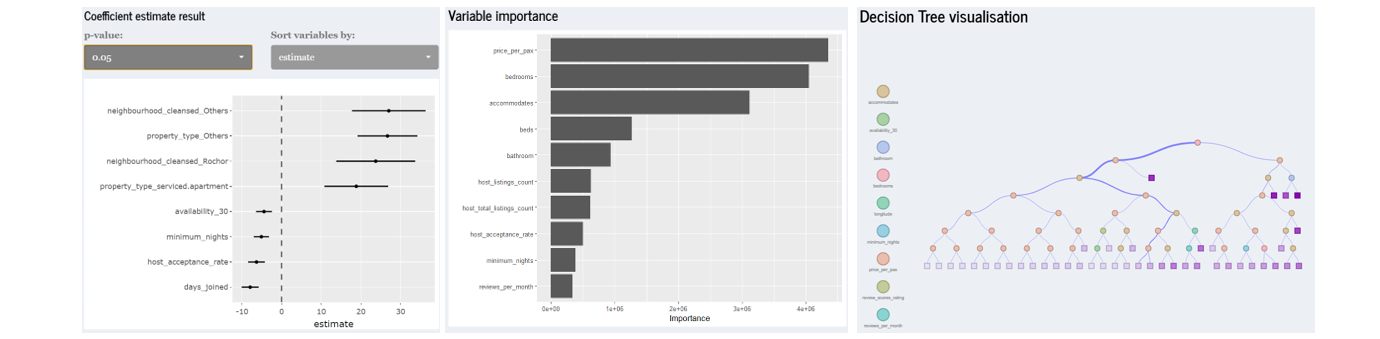 Coefficient estimate result
p-value:
Sort variables by:
0.05
estimate
neighbourhood_cleansed_Others
property_type_Others
neighbourhood_cleansed_Rochor
property_type_serviced.apartment
availability_30
minimum_nights
host_acceptance_rate
days_joined
−10 0 10 20 30
estimate
Variable importance
price_per_pax
bedrooms
accommodates
beds
bathroom
host_listings_count
host_total_listings_count
host_acceptance_rate
minimum_nights
reviews_per_month
0e+00 1e+06 2e+06 3e+06 4e+06
Importance
Decision Tree visualisation
accommodates
availability_30
bathroom
bedrooms
longitude
minimum_nights
price_per_pax
review_scores_rating
reviews_per_month